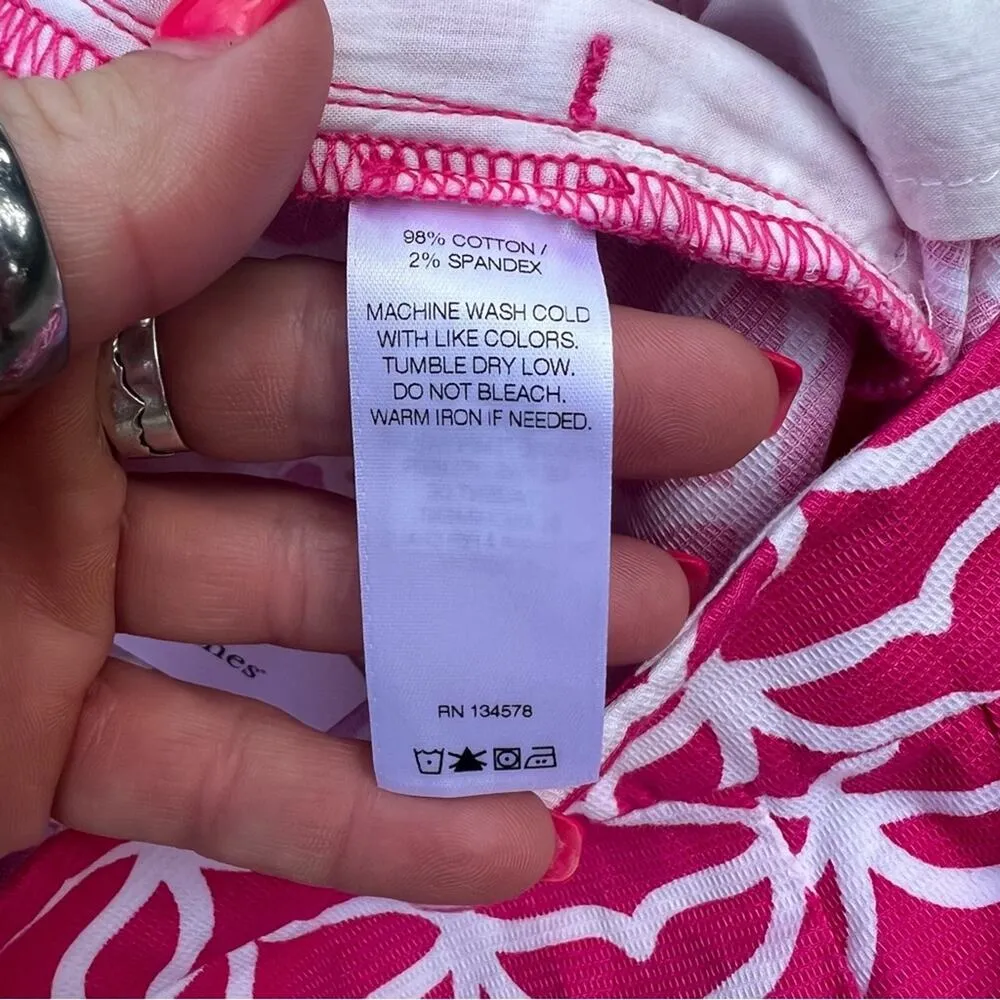 98% COTTON /
2% SPANDEX
MACHINE WASH COLD
WITH LIKE COLORS.
TUMBLE DRY LOW.
DO NOT BLEACH.
WARM IRON IF NEEDED.
nes
RN 134578